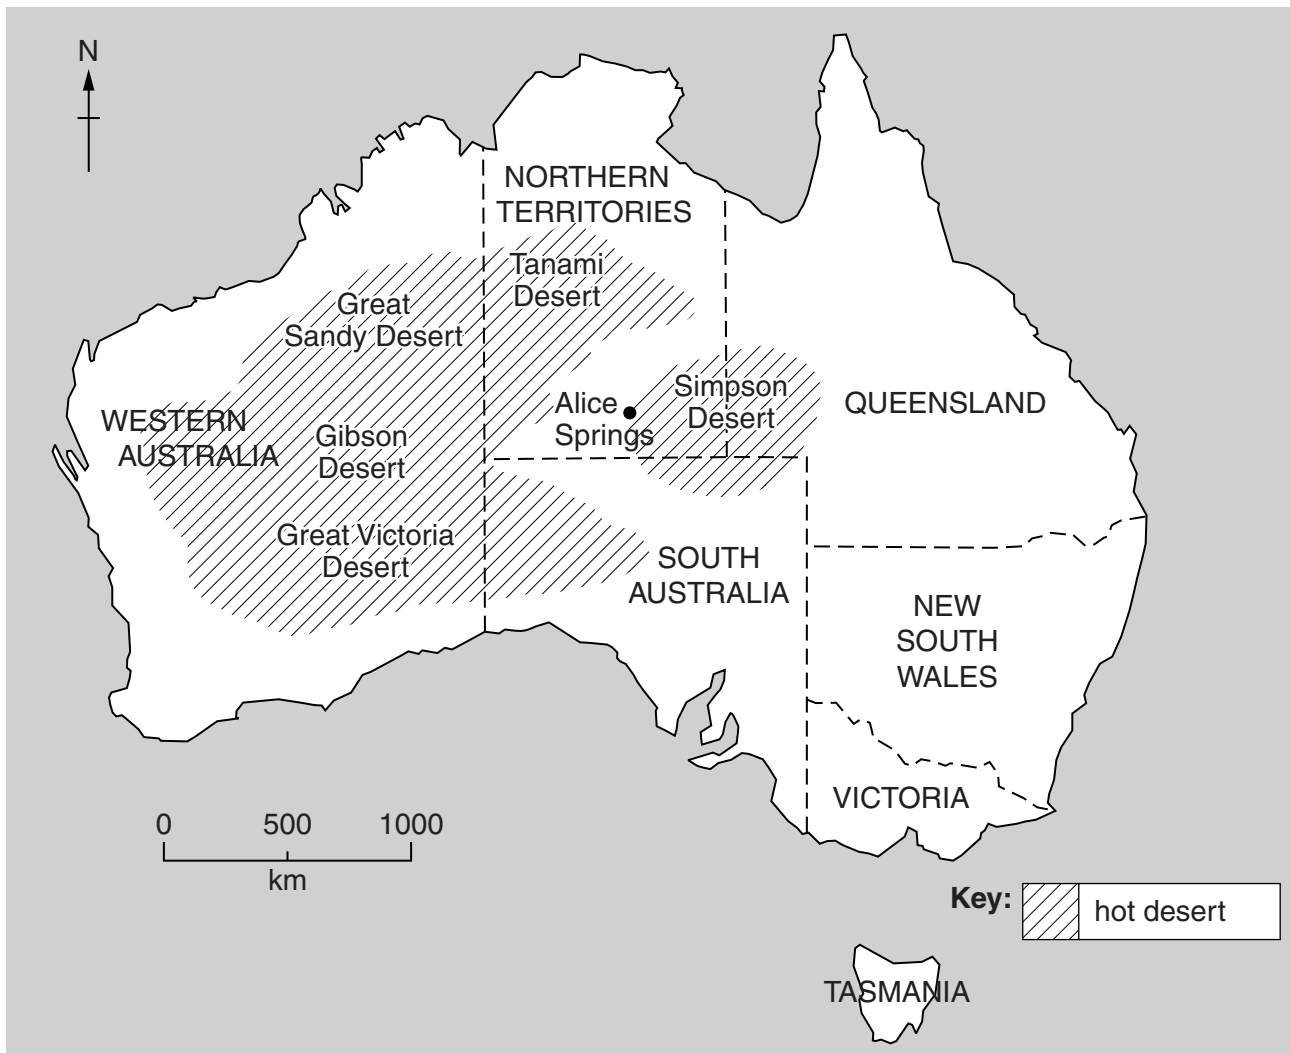 N
NORTHERN
TERRITORIES
Tanami
Desert
Great
Sandy Desert
Simpson
Desert
Alice
Springs
QUEENSLAND
WESTERN
AUSTRALIA
Gibson
Desert
Great Victoria
Desert
SOUTH
AUSTRALIA
NEW
SOUTH
WALES
VICTORIA
0 500 1000
km
Key: hot desert
TASMANIA